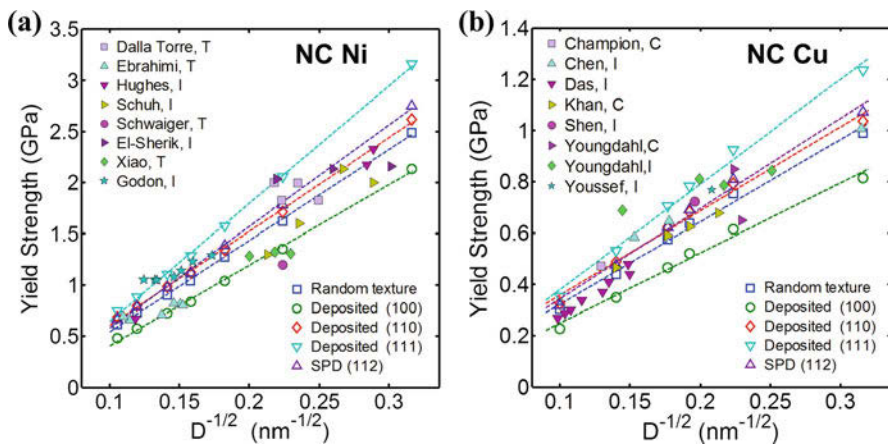 (a)
NC Ni
Dalla Torre, T
Ebrahimi, T
Hughes, I
Schuh, I
Schwaiger, T
El-Sherik, I
Xiao, T
Godon, I
Random texture
Deposited (100)
Deposited (110)
Deposited (111)
SPD (112)
Yield Strength (GPa)
3.5
3
2.5
2
1.5
1
0.5
0
0.1 0.15 0.2 0.25 0.3
D-1/2 (nm-1/2)
(b)
NC Cu
Champion, C
Chen, I
Das, I
Khan, C
Shen, I
Youngdahl,C
Youngdahl,I
Youssef, I
Random texture
Deposited (100)
Deposited (110)
Deposited (111)
SPD (112)
Yield Strength (GPa)
1.4
1.2
1
0.8
0.6
0.4
0.2
0
0.1 0.15 0.2 0.25 0.3
D-1/2 (nm-1/2)